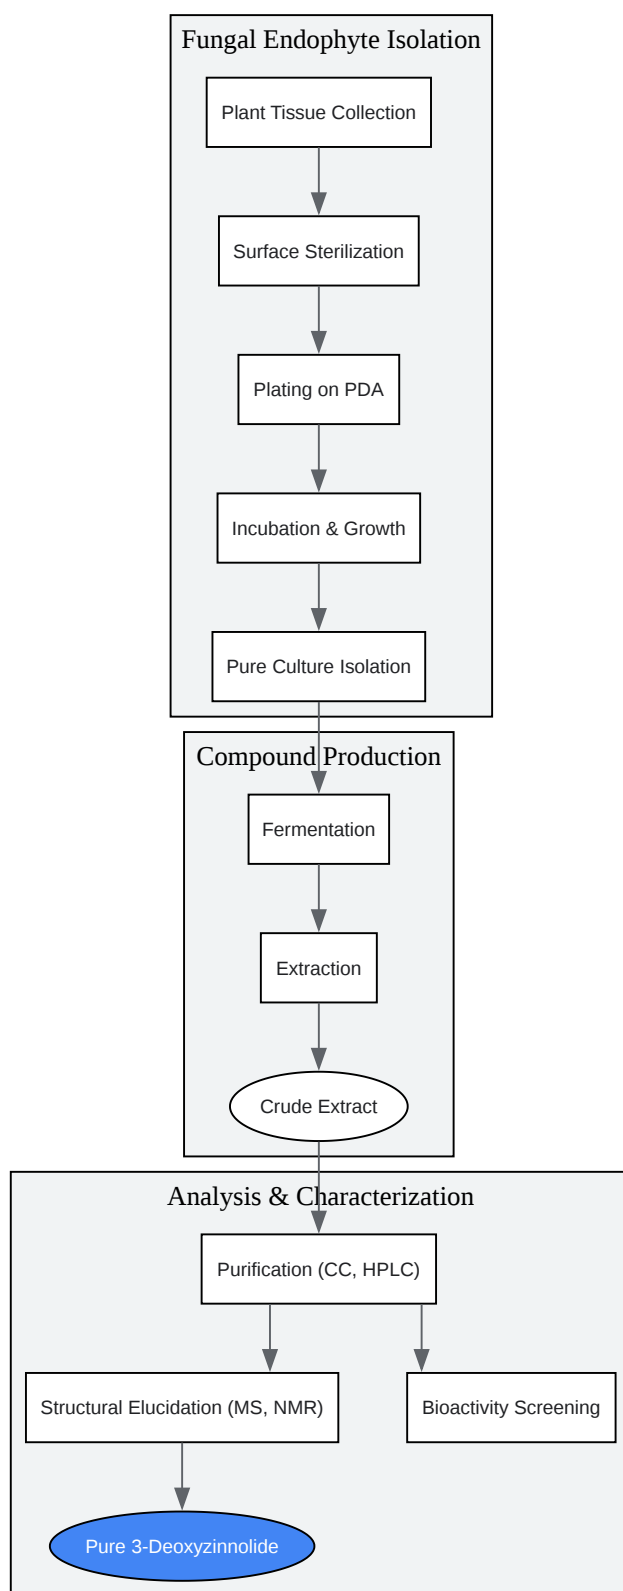 Fungal Endophyte Isolation
Plant Tissue Collection
Surface Sterilization
Plating on PDA
Incubation & Growth
Pure Culture Isolation
Compound Production
Fermentation
Extraction
Crude Extract
Analysis & Characterization
Purification (CC, HPLC)
Structural Elucidation (MS, NMR)
Bioactivity Screening
Pure 3-Deoxyzinnolide